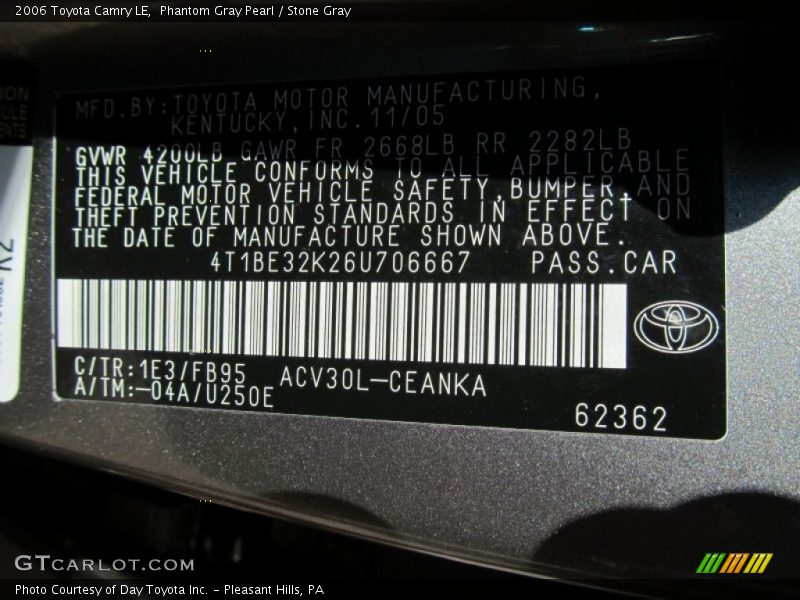 2006 Toyota Camry LE,  Phantom Gray Pearl / Stone Gray
MFD.BY:TOYOTA MOTOR MANUFACTURING,
KENTUCKY,INC. 11/05
GVWR 4200LB GAWR FR 2668LB RR 2282LB
THIS VEHICLE CONFORMS TO ALL APPLICABLE
FEDERAL MOTOR VEHICLE SAFETY,BUMPER,AND
THEFT PREVENTION STANDARDS IN EFFECT ON
THE DATE OF MANUFACTURE SHOWN ABOVE.
4T1BE32K26U706667 PASS.CAR
C/TR:1E3/FB95 ACV30L-CEANKA
A/TM:-04A/U250E
62362
K2
GTCARLOT.COM
Photo Courtesy of Day Toyota Inc. - Pleasant Hills, PA